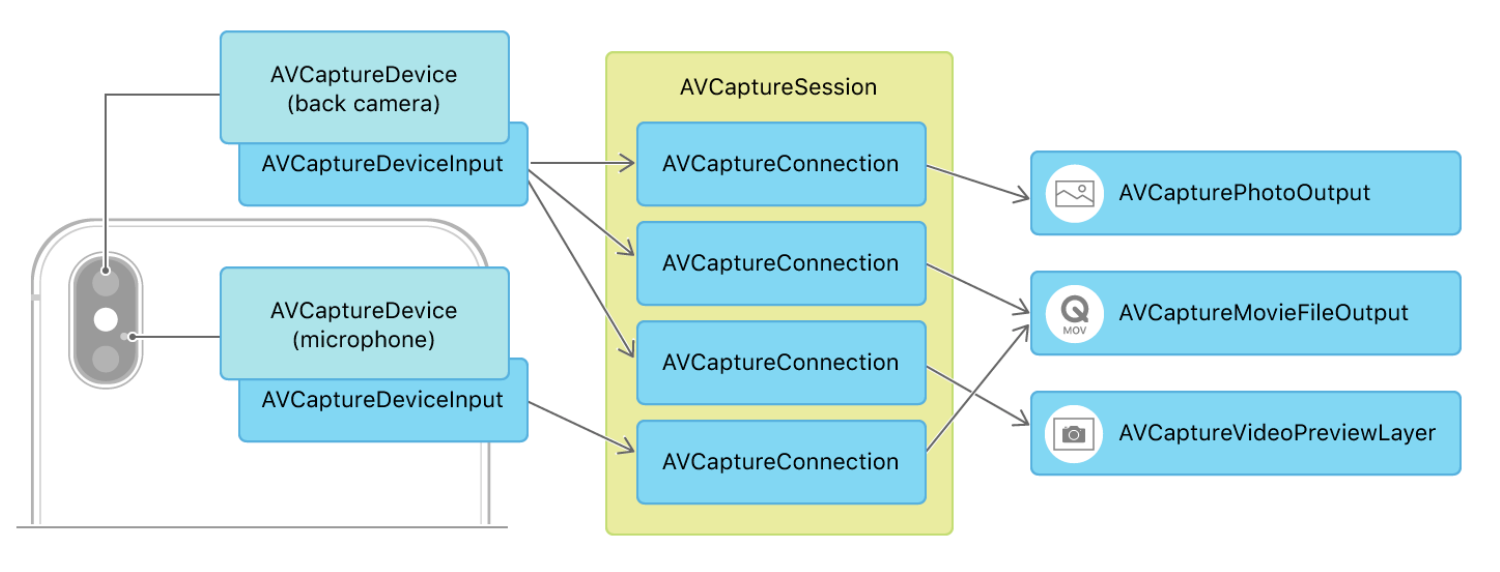 AVCaptureDevice
(back camera)
AVCaptureDeviceInput
AVCaptureDevice
(microphone)
AVCaptureDeviceInput
AVCaptureSession
AVCaptureConnection
AVCaptureConnection
AVCaptureConnection
AVCaptureConnection
AVCapturePhotoOutput
Q
MOV
AVCaptureMovieFileOutput
AVCaptureVideoPreviewLayer